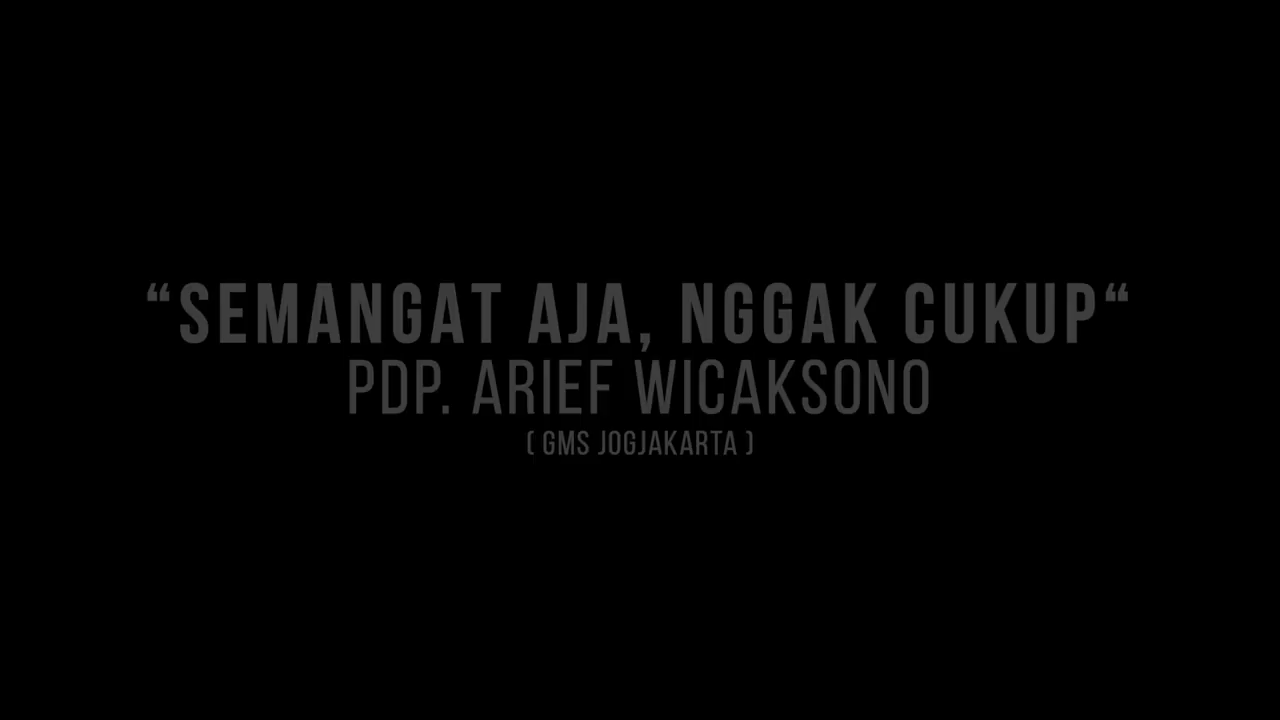 “SEMANGAT AJA, NGGAK CUKUP“
PDP. ARIEF WICAKSONO
( GMS JOGJAKARTA )